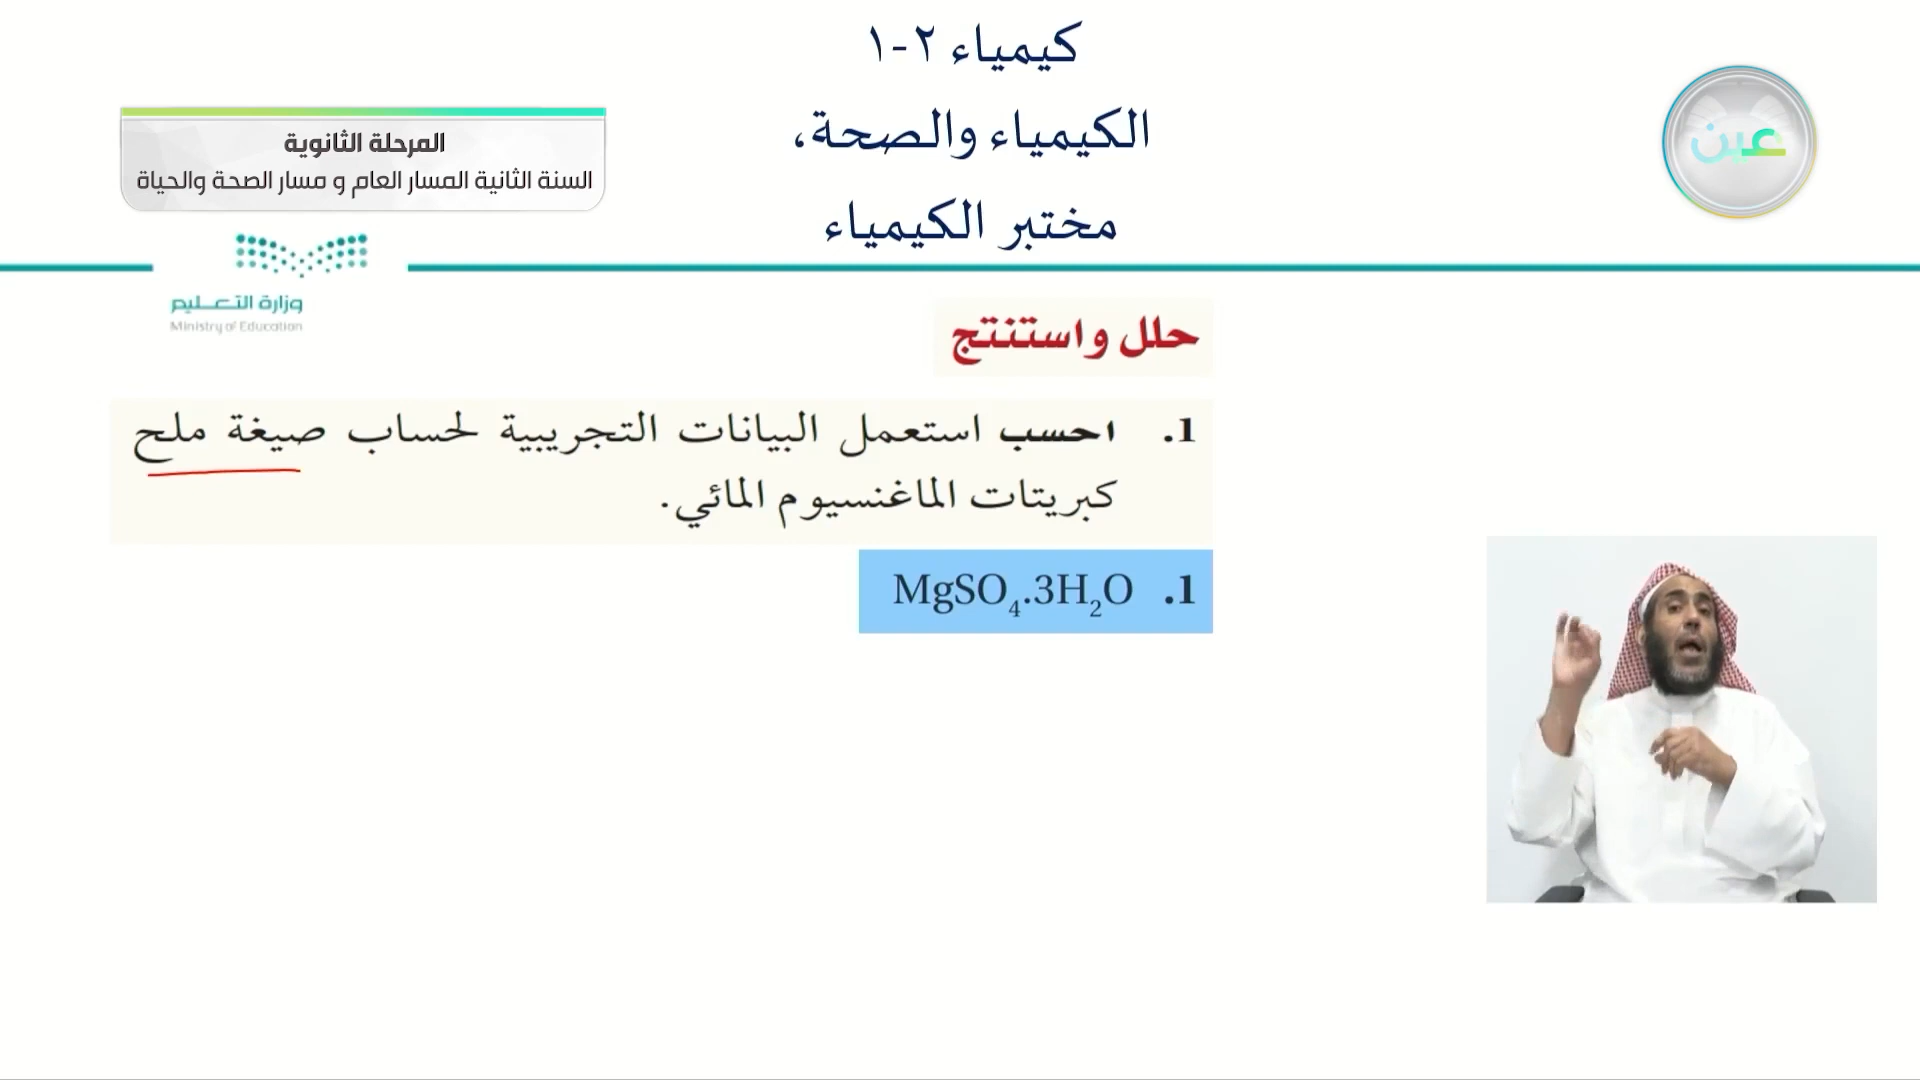 كيمياء ٢-١
الكيمياء والصحة،
مختبر الكيمياء
عين
المرحلة الثانوية
السنة الثانية المسار العام و مسار الصحة والحياة
وزارة التعليم
Ministry of Education
حلل واستنتج
1. احسب استعمل البيانات التجريبية لحساب صيغة ملح
كبريتات الماغنسيوم المائي.
1. MgSO₄.3H₂O